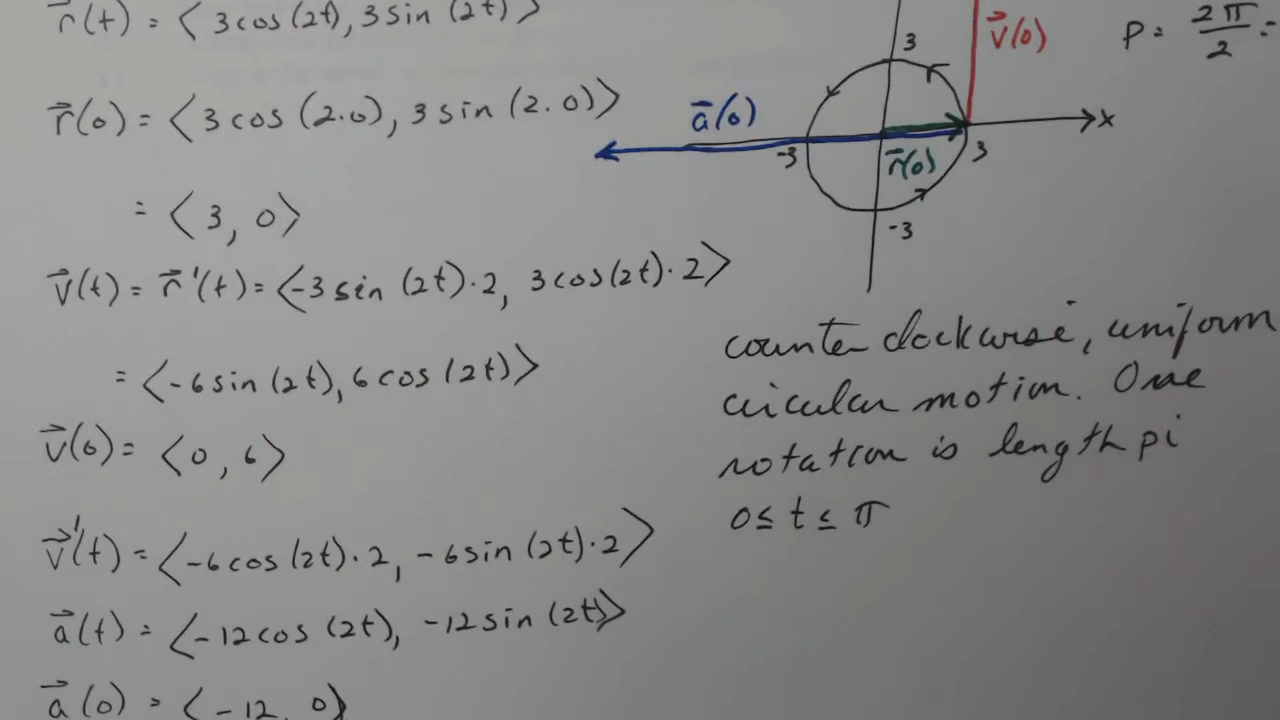 r⃗(t) = ⟨3cos(2t), 3sin(2t)⟩
r⃗(0) = ⟨3cos(2·0), 3sin(2·0)⟩
= ⟨3, 0⟩
v⃗(t) = r⃗'(t) = ⟨-3sin(2t)·2, 3cos(2t)·2⟩
= ⟨-6sin(2t), 6cos(2t)⟩
v⃗(0) = ⟨0, 6⟩
v⃗'(t) = ⟨-6cos(2t)·2, -6sin(2t)·2⟩
a⃗(t) = ⟨-12cos(2t), -12sin(2t)⟩
a⃗(0) = ⟨-12, 0⟩
3
v⃗(0)
P = 2π/2 =
a⃗(0)
x
-3
r⃗(0)
3
-3
counter clockwise, uniform
circular motion. One
rotation is length pi
0≤ t ≤ π